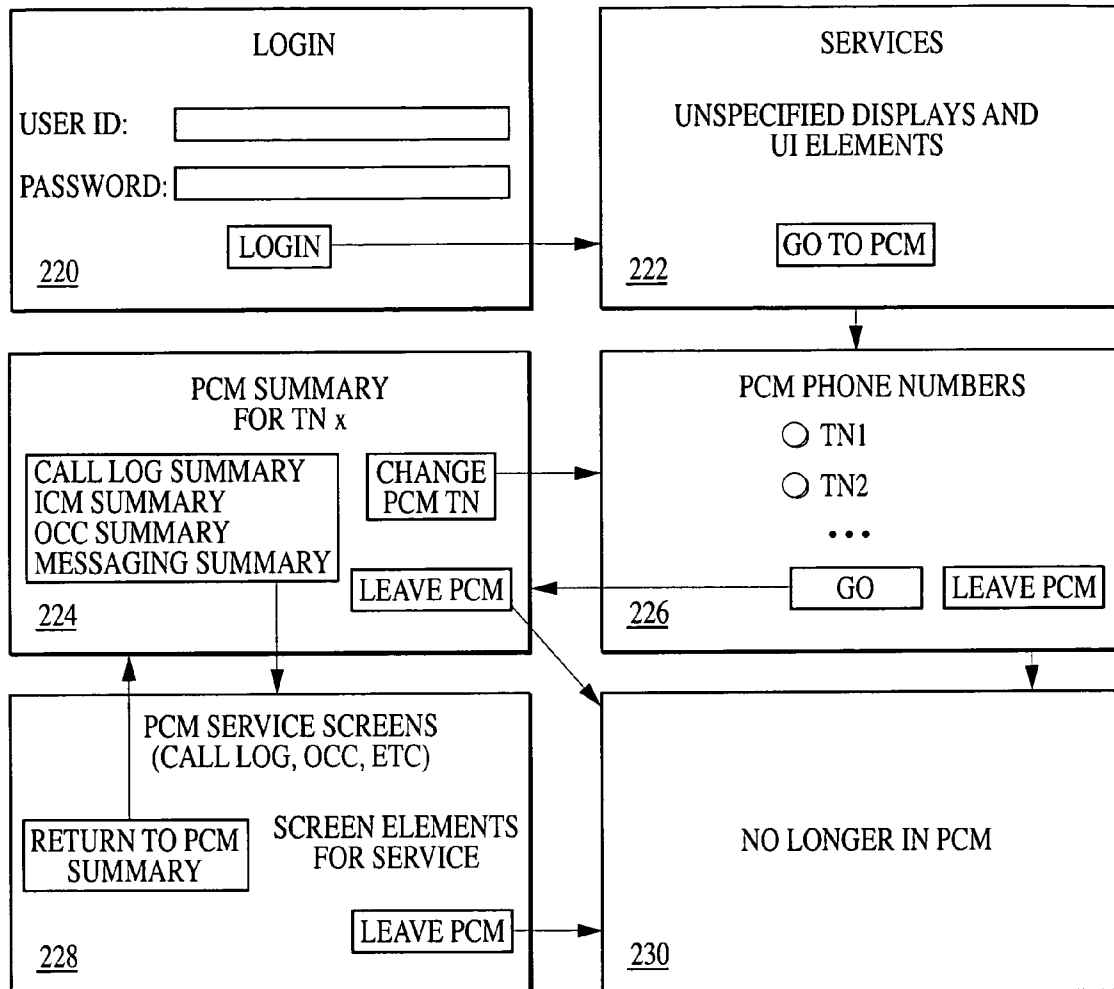 LOGIN
USER ID:
PASSWORD:
LOGIN
220
SERVICES
UNSPECIFIED DISPLAYS AND
UI ELEMENTS
GO TO PCM
222
PCM SUMMARY
FOR TN x
CALL LOG SUMMARY
ICM SUMMARY
OCC SUMMARY
MESSAGING SUMMARY
CHANGE
PCM TN
LEAVE PCM
224
PCM PHONE NUMBERS
TN1
TN2
...
GO
LEAVE PCM
226
PCM SERVICE SCREENS
(CALL LOG, OCC, ETC)
RETURN TO PCM
SUMMARY
SCREEN ELEMENTS
FOR SERVICE
LEAVE PCM
228
NO LONGER IN PCM
230